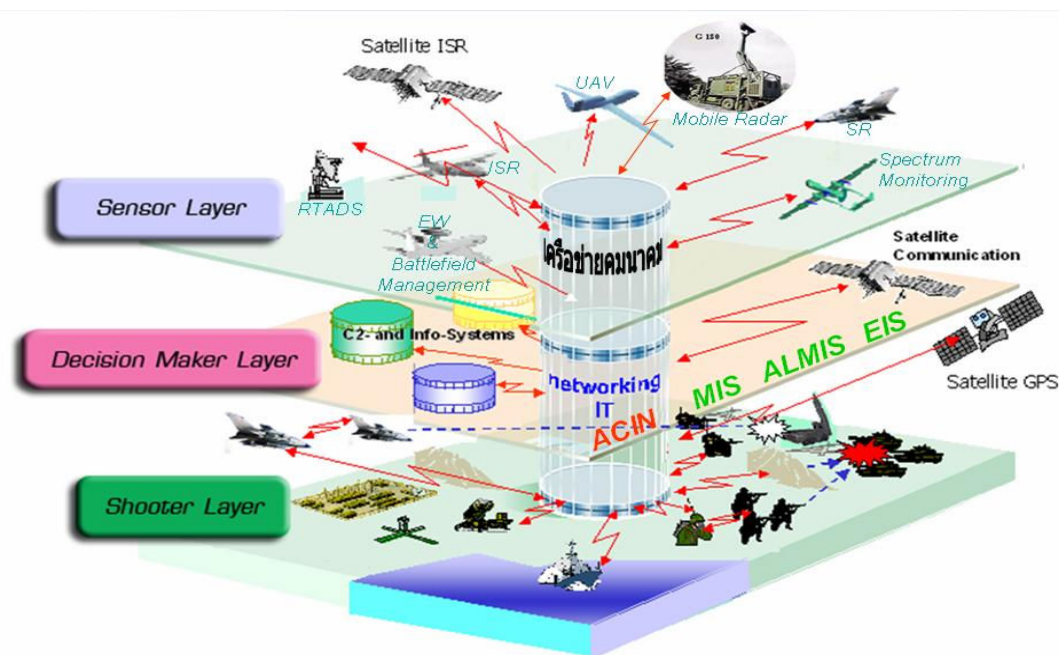 Satellite ISR
G 180
UAV
Mobile Radar
SR
ISR
Spectrum
Monitoring
RTADS
Sensor Layer
EW
&
Battlefield
Management
เครือข่ายคมนาคม
Satellite
Communication
C2- and Info-Systems
Decision Maker Layer
networking
IT
ACIN
MIS
ALMIS
EIS
Satellite GPS
Shooter Layer